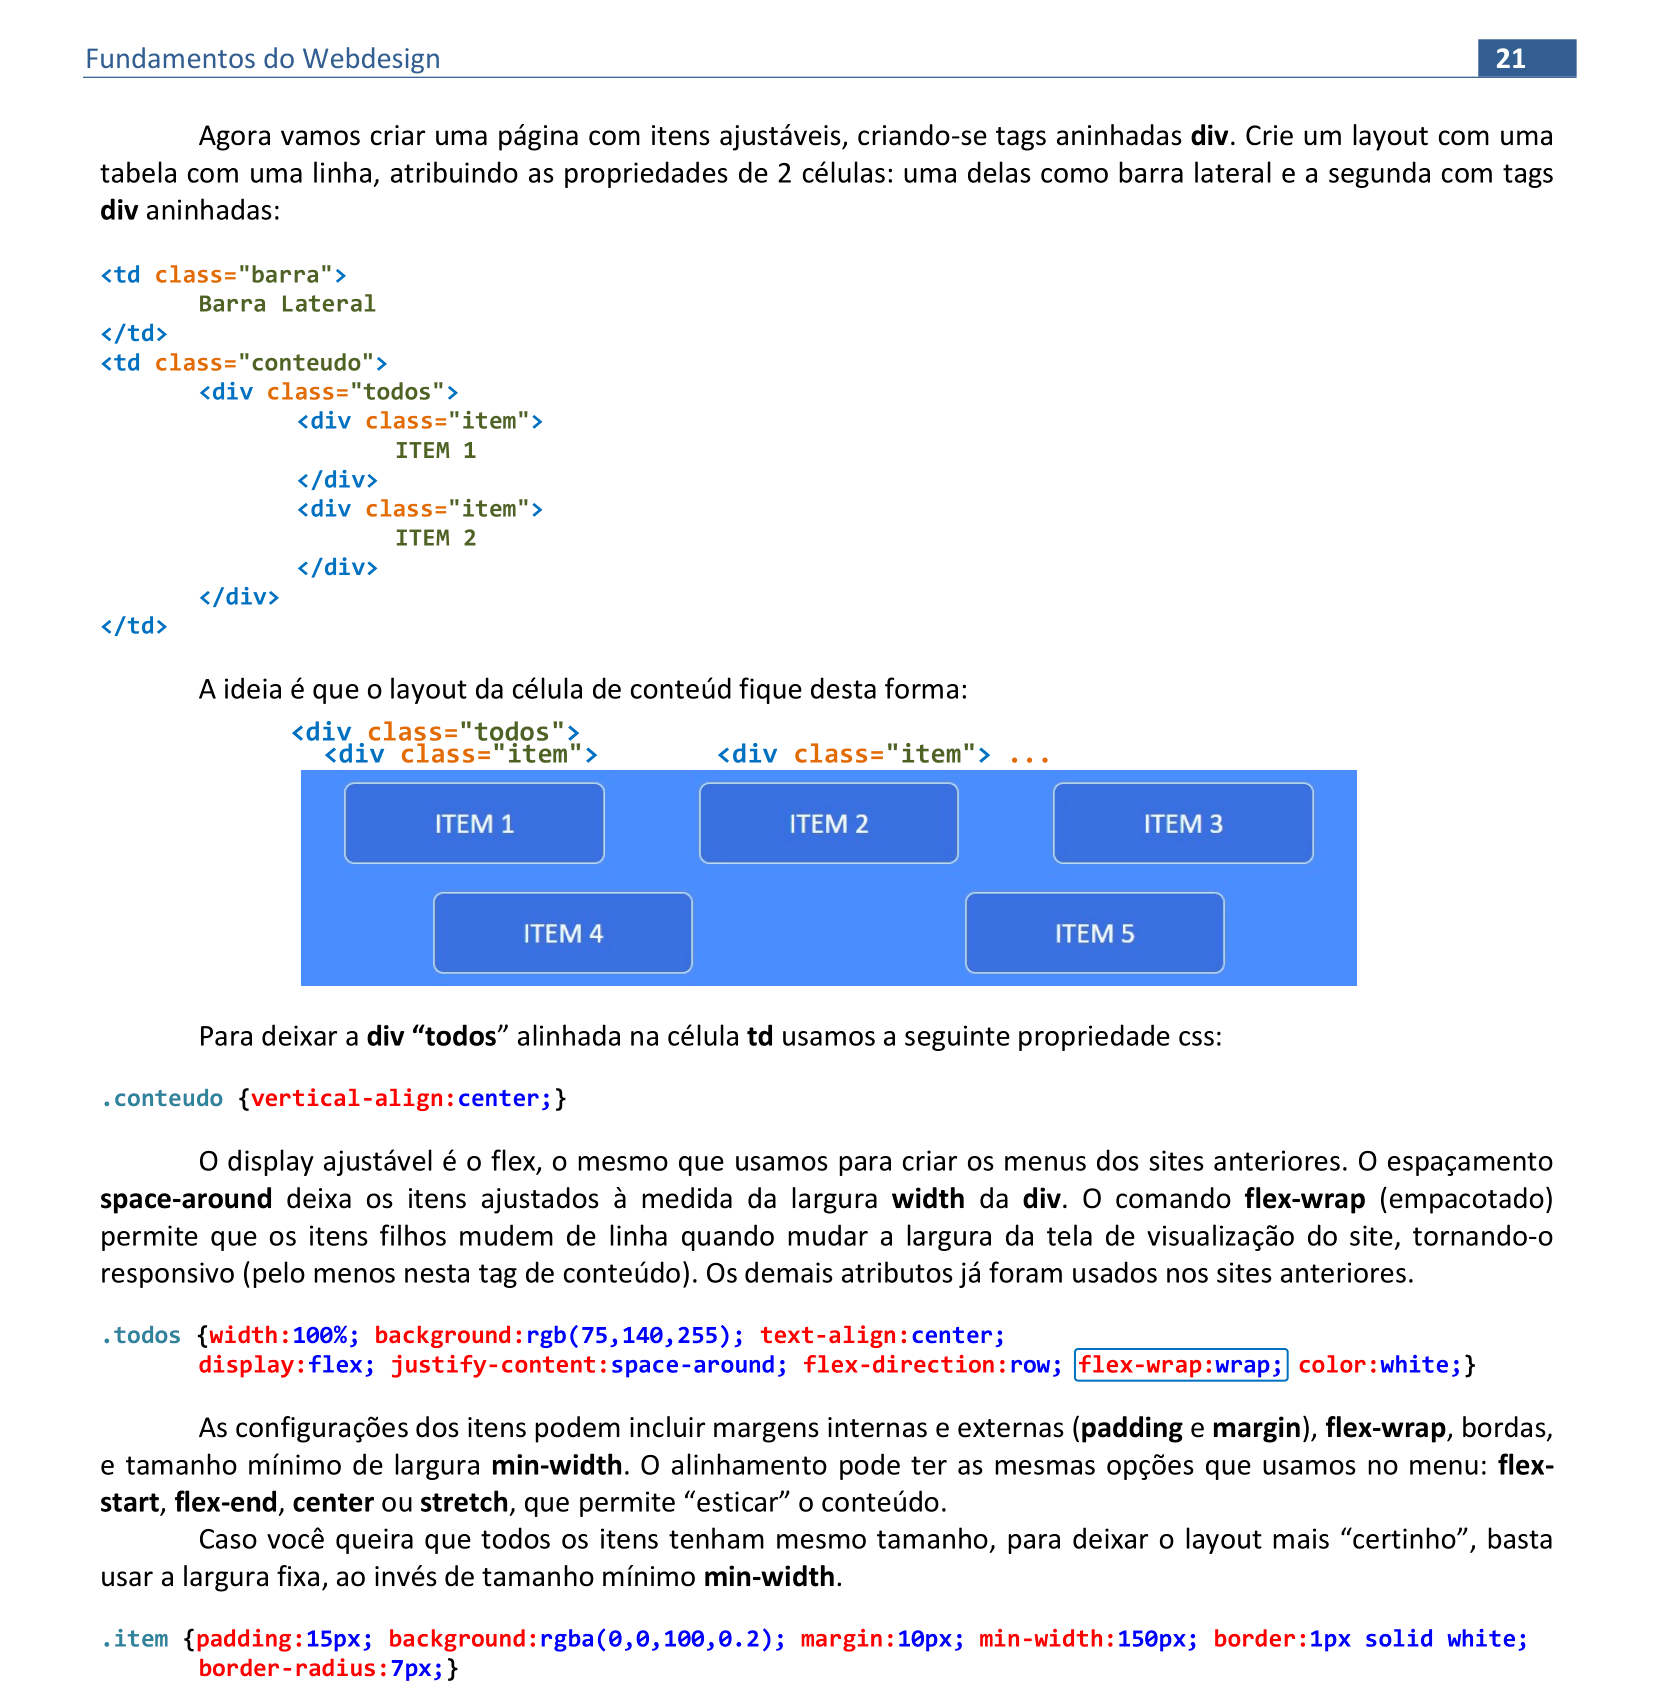 Fundamentos do Webdesign 21
Agora vamos criar uma página com itens ajustáveis, criando-se tags aninhadas div. Crie um layout com uma
tabela com uma linha, atribuindo as propriedades de 2 células: uma delas como barra lateral e a segunda com tags
div aninhadas:
<td class="barra">
Barra Lateral
</td>
<td class="conteudo">
<div class="todos">
<div class="item">
ITEM 1
</div>
<div class="item">
ITEM 2
</div>
</div>
</td>
A ideia é que o layout da célula de conteúd fique desta forma:
<div class="todos">
<div class="item"> <div class="item"> ...
ITEM 1 ITEM 2 ITEM 3
ITEM 4 ITEM 5
Para deixar a div “todos” alinhada na célula td usamos a seguinte propriedade css:
.conteudo {vertical-align:center;}
O display ajustável é o flex, o mesmo que usamos para criar os menus dos sites anteriores. O espaçamento
space-around deixa os itens ajustados à medida da largura width da div. O comando flex-wrap (empacotado)
permite que os itens filhos mudem de linha quando mudar a largura da tela de visualização do site, tornando-o
responsivo (pelo menos nesta tag de conteúdo). Os demais atributos já foram usados nos sites anteriores.
.todos {width:100%; background:rgb(75,140,255); text-align:center;
display:flex; justify-content:space-around; flex-direction:row; flex-wrap:wrap; color:white;}
As configurações dos itens podem incluir margens internas e externas (padding e margin), flex-wrap, bordas,
e tamanho mínimo de largura min-width. O alinhamento pode ter as mesmas opções que usamos no menu: flex-
start, flex-end, center ou stretch, que permite “esticar” o conteúdo.
Caso você queira que todos os itens tenham mesmo tamanho, para deixar o layout mais “certinho”, basta
usar a largura fixa, ao invés de tamanho mínimo min-width.
.item {padding:15px; background:rgba(0,0,100,0.2); margin:10px; min-width:150px; border:1px solid white;
border-radius:7px;}